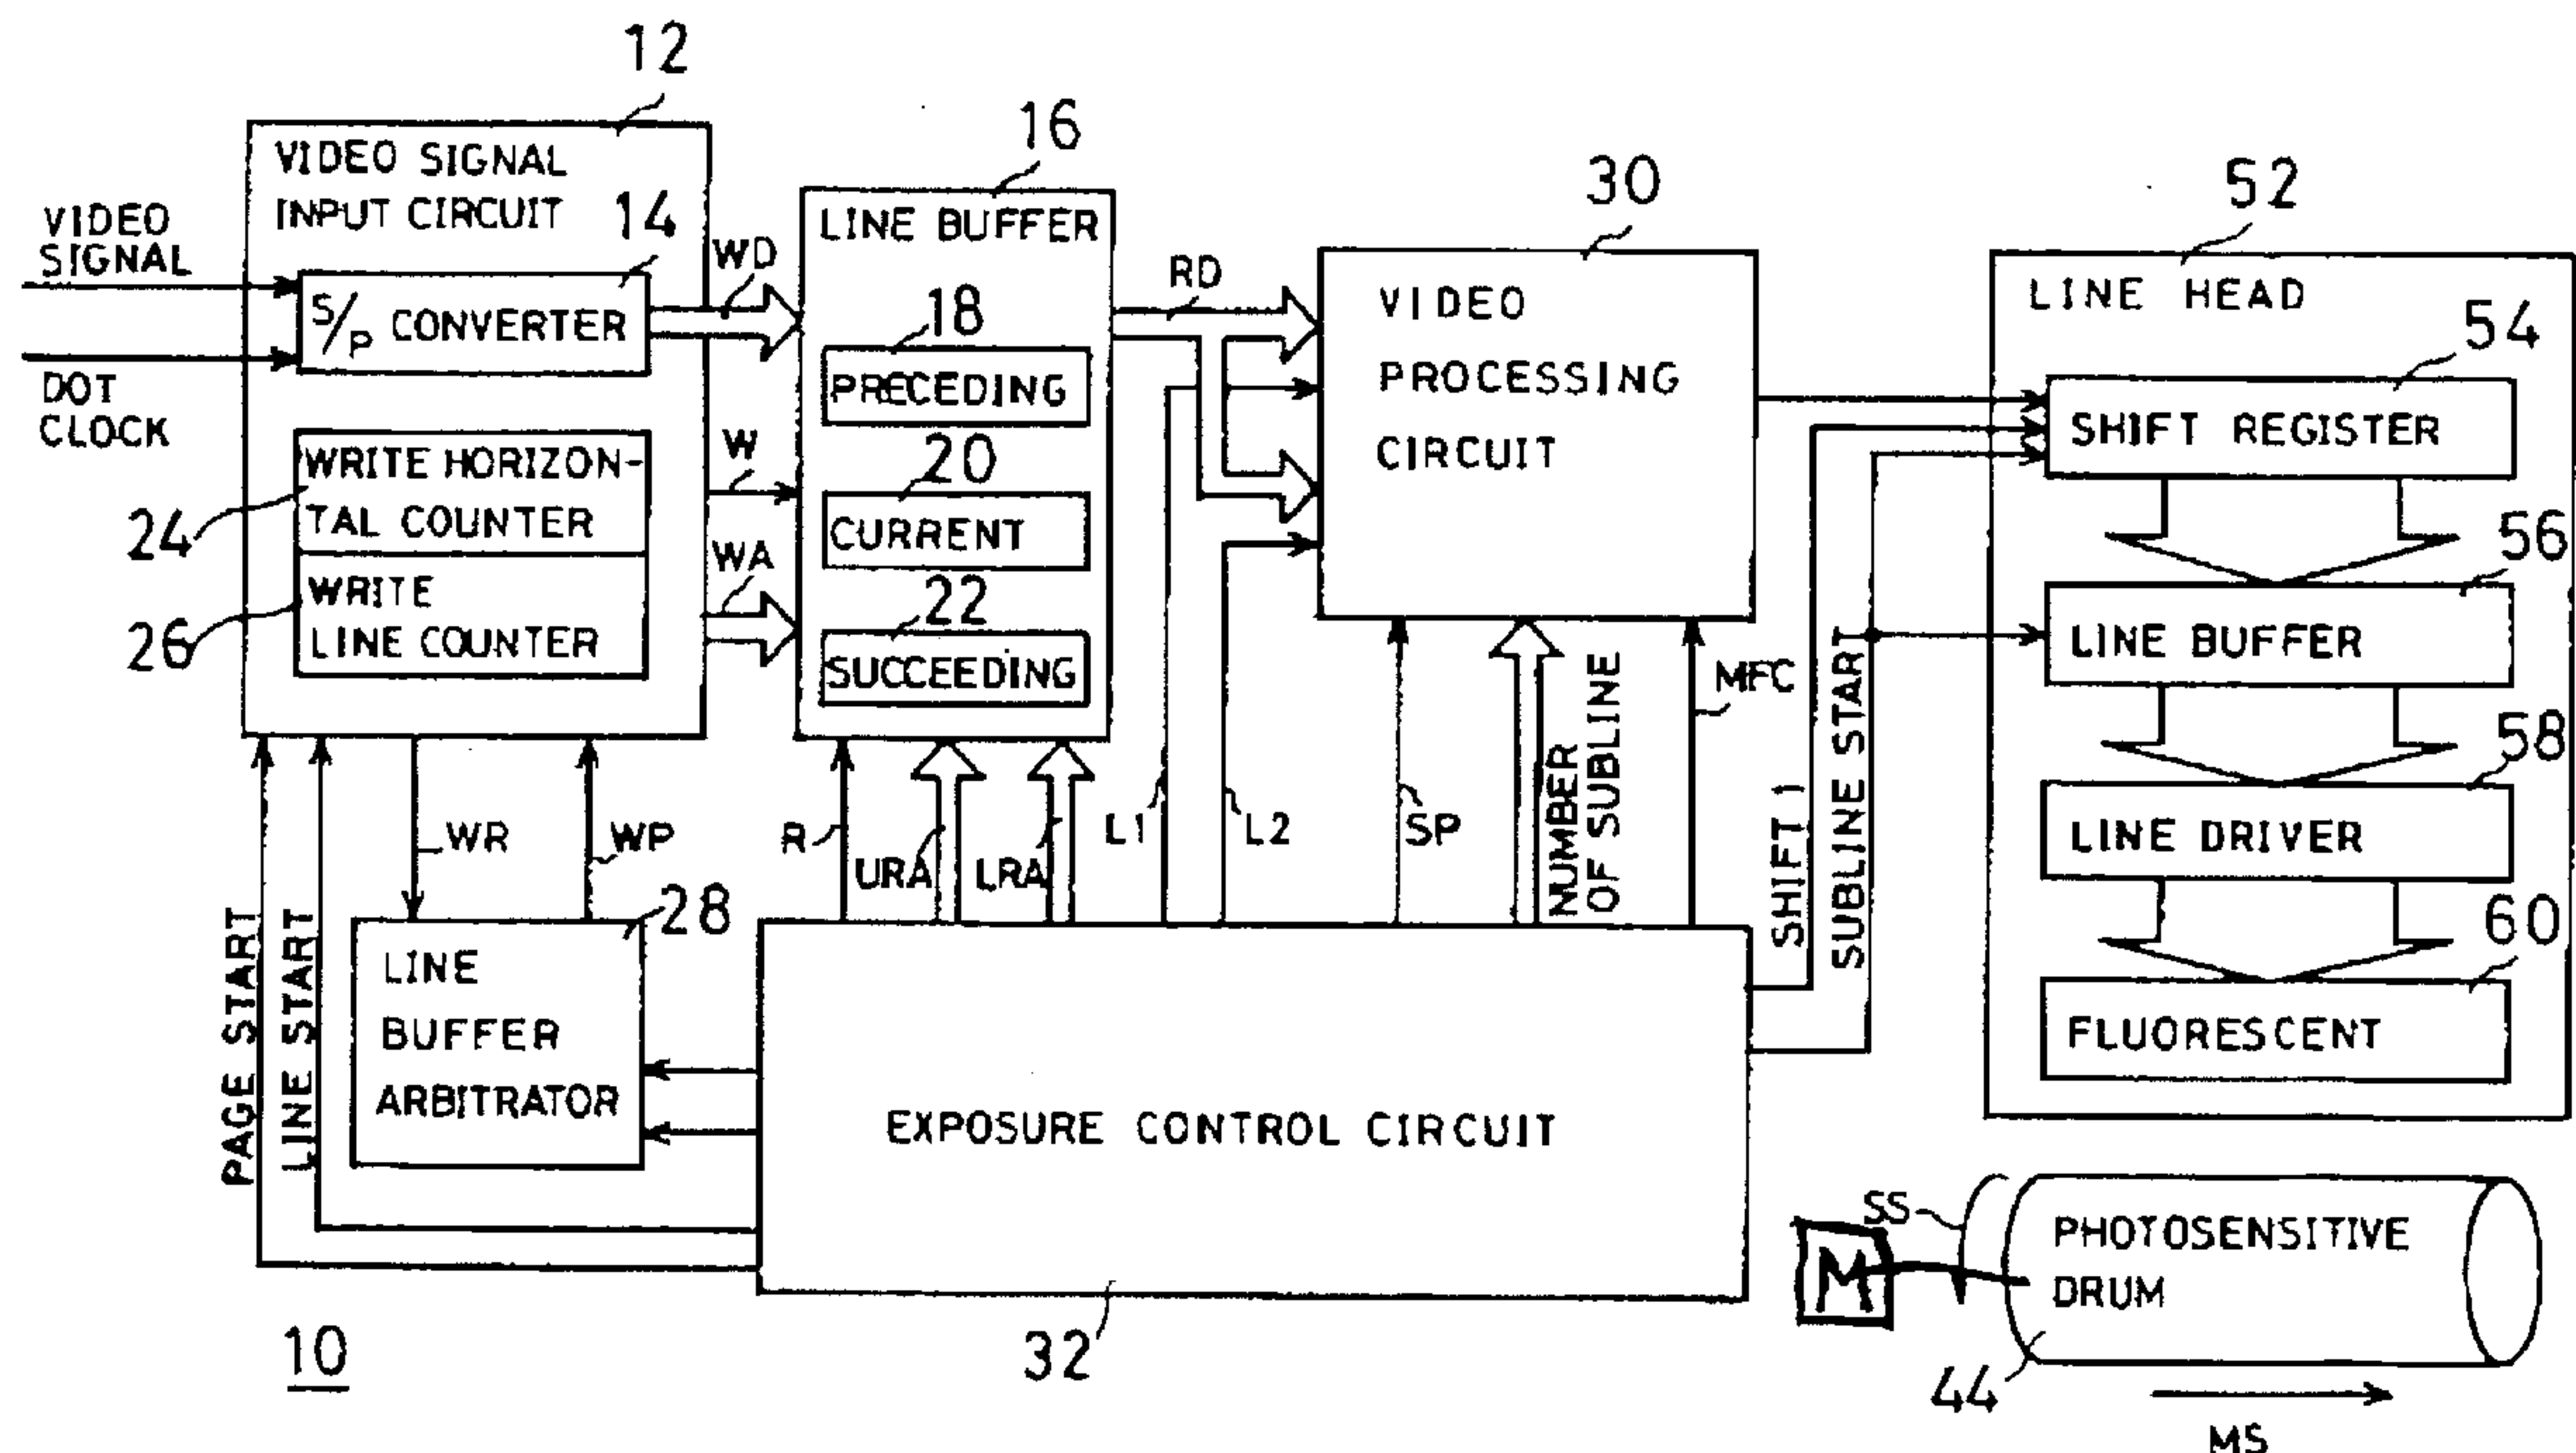 12
VIDEO SIGNAL
INPUT CIRCUIT
VIDEO
SIGNAL
DOT
CLOCK
14
S/P CONVERTER
WRITE HORIZON-
TAL COUNTER
24
WRITE
LINE COUNTER
26
WD
W
WA
16
LINE BUFFER
18
PRECEDING
20
CURRENT
22
SUCCEEDING
RD
30
VIDEO
PROCESSING
CIRCUIT
52
LINE HEAD
54
SHIFT REGISTER
56
LINE BUFFER
58
LINE DRIVER
60
FLUORESCENT
PAGE START
LINE START
WR
WP
28
LINE
BUFFER
ARBITRATOR
R
URA
LRA
L1
L2
SP
NUMBER
OF SUBLINE
MFC
SHIFT 1
SUBLINE START
EXPOSURE CONTROL CIRCUIT
32
10
SS
M
PHOTOSENSITIVE
DRUM
44
MS